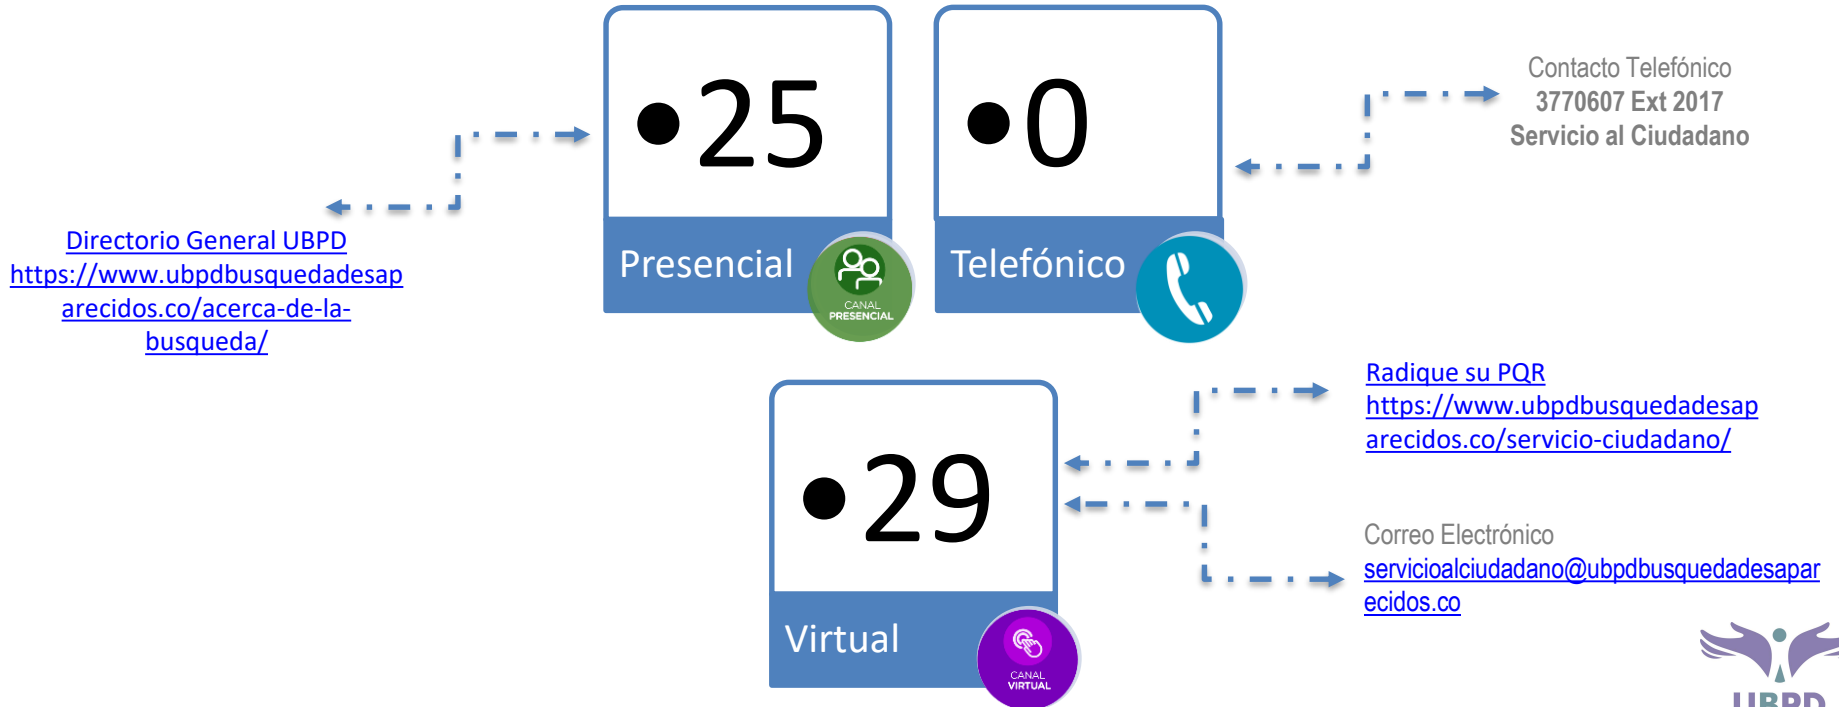 •25
Presencial
CANAL
PRESENCIAL
•0
Telefónico
Contacto Telefónico
3770607 Ext 2017
Servicio al Ciudadano
Directorio General UBPD
https://www.ubpdbusquedadesap
arecidos.co/acerca-de-la-
busqueda/
•29
Virtual
CANAL
VIRTUAL
Radique su PQR
https://www.ubpdbusquedadesap
arecidos.co/servicio-ciudadano/
Correo Electrónico
servicioalciudadano@ubpdbusquedadesapar
ecidos.co
UBPD